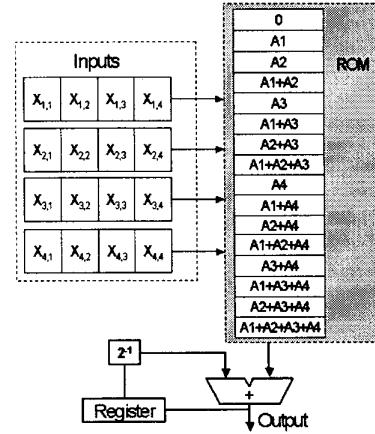 Inputs
X1,1 X1,2 X1,3 X1,4
X2,1 X2,2 X2,3 X2,4
X3,1 X3,2 X3,3 X3,4
X4,1 X4,2 X4,3 X4,4
ROM
0
A1
A2
A1+A2
A3
A1+A3
A2+A3
A1+A2+A3
A4
A1+A4
A2+A4
A1+A2+A4
A3+A4
A1+A3+A4
A2+A3+A4
A1+A2+A3+A4
2-1
+
Register
Output